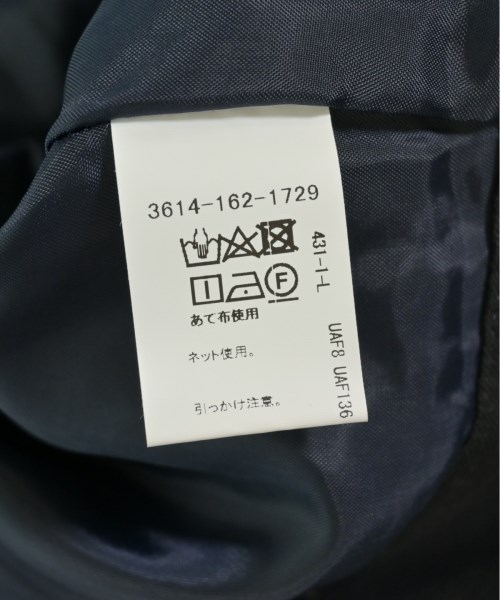 3614-162-1729
F
あて布使用
ネット使用。
引っかけ注意。
431-1-L
UAF8 UAF136